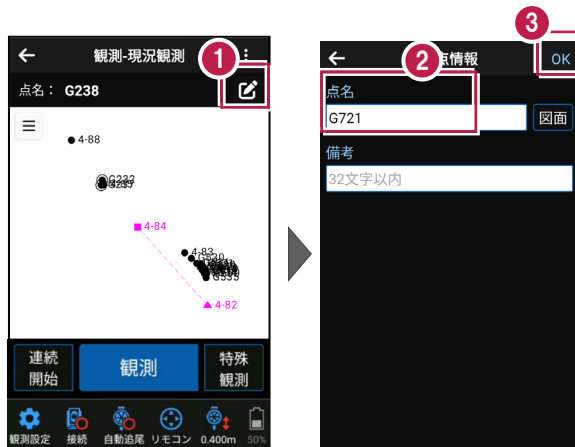 観測-現況観測
1
点名： G238
4-88
G232
4-84
4-83
G530
G533
4-82
連続
開始
観測
特殊
観測
観測設定
接続
自動追尾
リモコン
0.400m
50%
3
2
点情報
OK
点名
G721
図面
備考
32文字以内